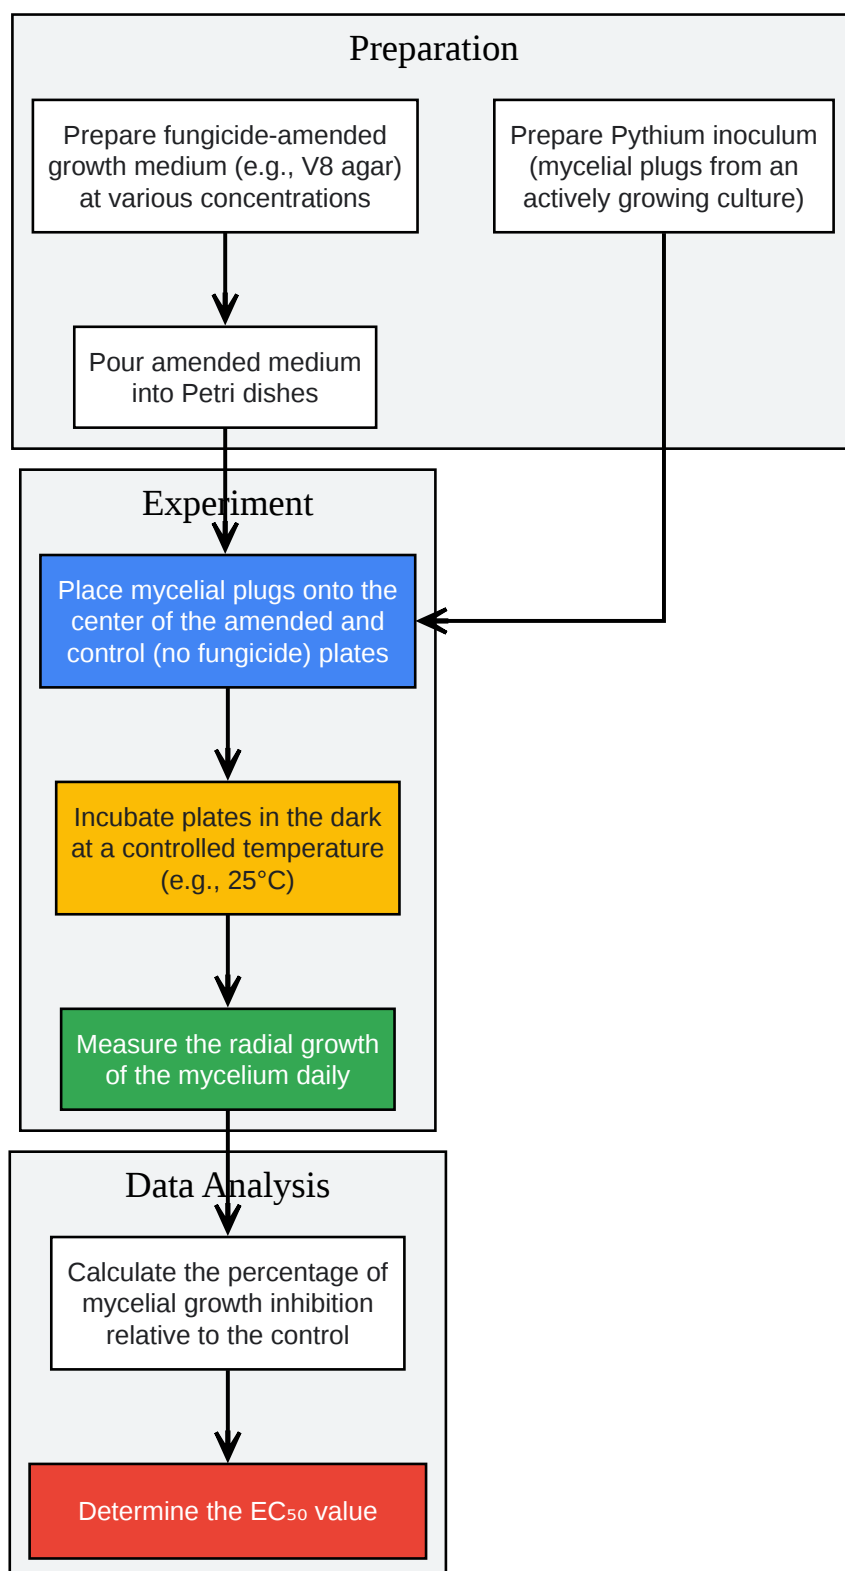 Preparation
Prepare fungicide-amended
growth medium (e.g., V8 agar)
at various concentrations
Prepare Pythium inoculum
(mycelial plugs from an
actively growing culture)
Pour amended medium
into Petri dishes
Experiment
Place mycelial plugs onto the
center of the amended and
control (no fungicide) plates
Incubate plates in the dark
at a controlled temperature
(e.g., 25°C)
Measure the radial growth
of the mycelium daily
Data Analysis
Calculate the percentage of
mycelial growth inhibition
relative to the control
Determine the EC₅₀ value